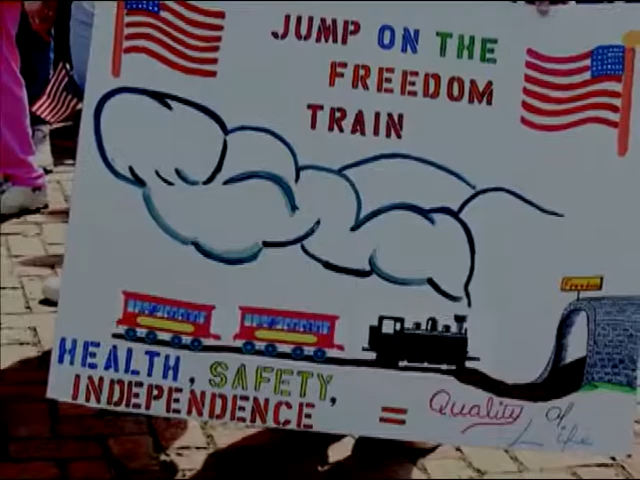 JUMP ON THE
FREEDOM
TRAIN
Freedom
HEALTH, SAFETY,
INDEPENDENCE = Quality of
Life